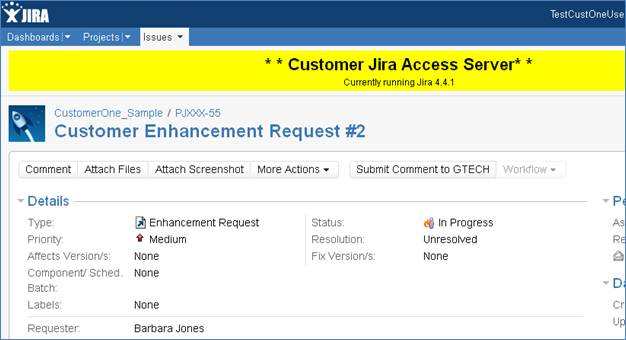 JIRA
TestCustOneUse
Dashboards Projects Issues
* * Customer Jira Access Server* *
Currently running Jira 4.4.1
CustomerOne_Sample / PJXXX-55
Customer Enhancement Request #2
Comment Attach Files Attach Screenshot More Actions Submit Comment to GTECH Workflow
Details Pe
Type: Enhancement Request Status: In Progress As
Priority: Medium Resolution: Unresolved Re
Affects Version/s: None Fix Version/s: None
Component/ Sched. None
Batch:
Da
Labels: None Cr
Requester: Barbara Jones Up